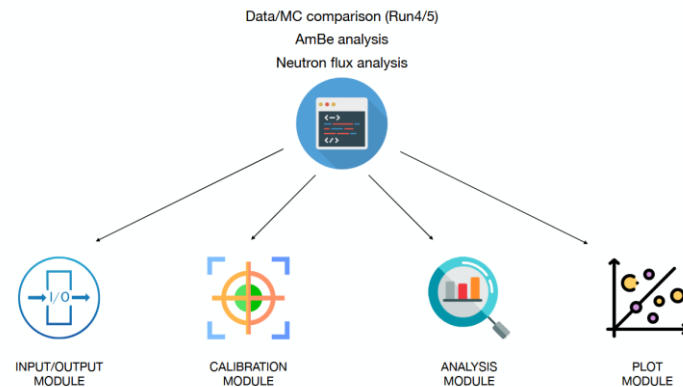 Data/MC comparison (Run4/5)
AmBe analysis
Neutron flux analysis
<-->
</>
I/O
INPUT/OUTPUT
MODULE
CALIBRATION
MODULE
ANALYSIS
MODULE
PLOT
MODULE